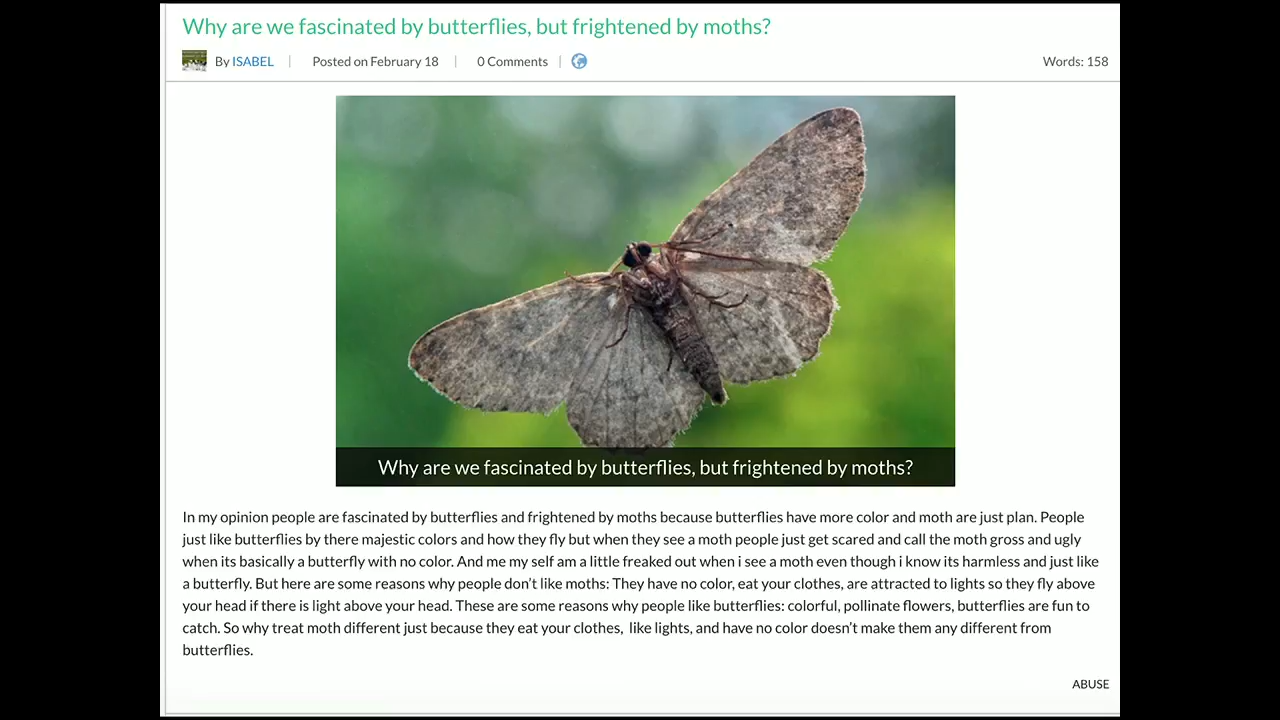 Why are we fascinated by butterflies, but frightened by moths?
By ISABEL | Posted on February 18 | 0 Comments | Words: 158
Why are we fascinated by butterflies, but frightened by moths?
In my opinion people are fascinated by butterflies and frightened by moths because butterflies have more color and moth are just plan. People
just like butterflies by there majestic colors and how they fly but when they see a moth people just get scared and call the moth gross and ugly
when its basically a butterfly with no color. And me my self am a little freaked out when i see a moth even though i know its harmless and just like
a butterfly. But here are some reasons why people don't like moths: They have no color, eat your clothes, are attracted to lights so they fly above
your head if there is light above your head. These are some reasons why people like butterflies: colorful, pollinate flowers, butterflies are fun to
catch. So why treat moth different just because they eat your clothes,  like lights, and have no color doesn't make them any different from
butterflies.
ABUSE